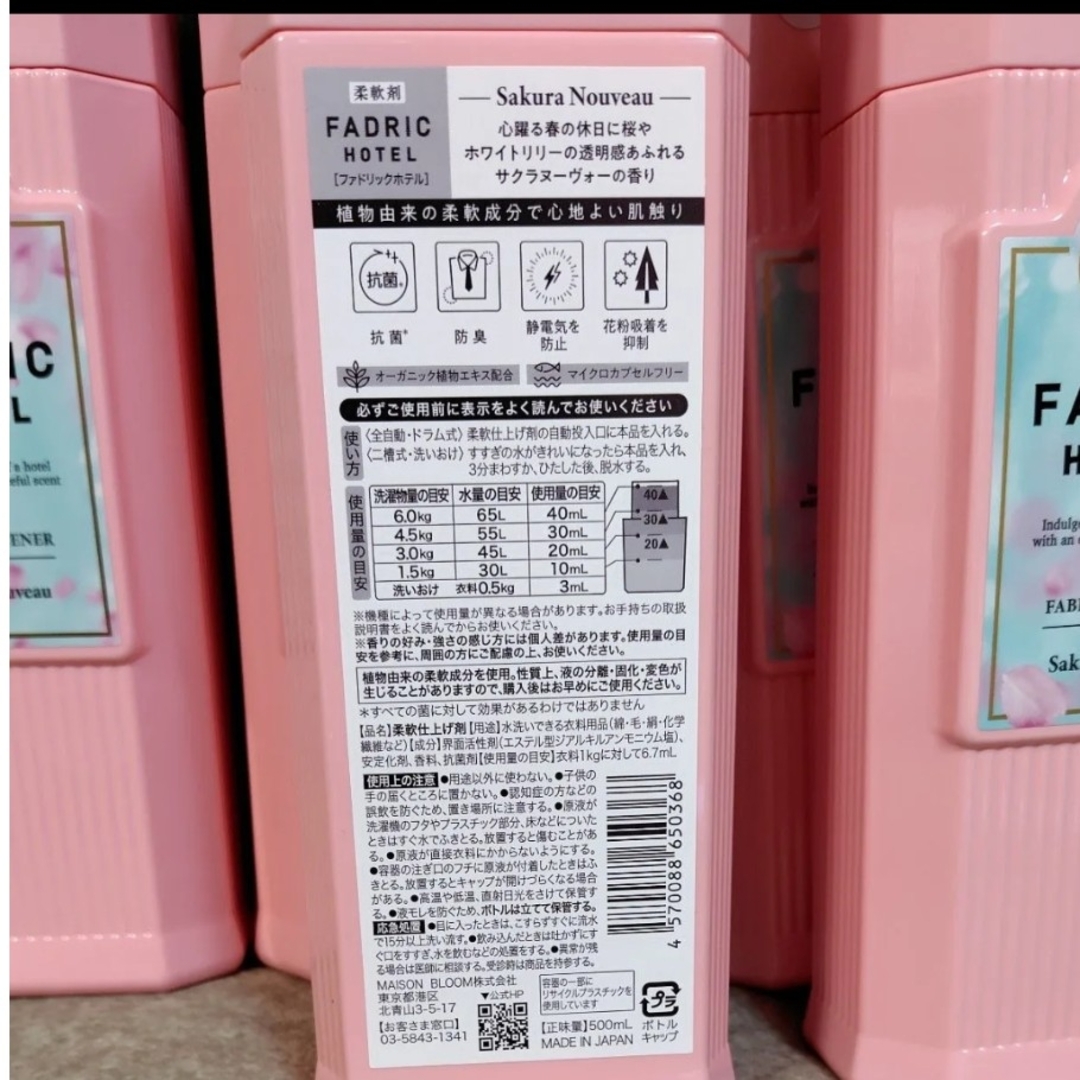 柔軟剤
FADRIC
HOTEL
[ファドリックホテル]
Sakura Nouveau
心躍る春の休日に桜や
ホワイトリリーの透明感あふれる
サクラヌーヴォーの香り
植物由来の柔軟成分で心地よい肌触り
抗菌*
抗菌*
防臭
静電気を
防止
花粉吸着を
抑制
オーガニック植物エキス配合
マイクロカプセルフリー
必ずご使用前に表示をよく読んでお使いください
使い方
〈全自動・ドラム式〉柔軟仕上げ剤の自動投入口に本品を入れる。
〈二槽式・洗いおけ〉すすぎの水がきれいになったら本品を入れ、
3分まわすか、ひたした後、脱水する。
使用量の目安
洗濯物量の目安 水量の目安 使用量の目安
6.0kg 65L 40mL
4.5kg 55L 30mL
3.0kg 45L 20mL
1.5kg 30L 10mL
洗いおけ 衣料0.5kg 3mL
40▲
30▲
20▲
※機種によって使用量が異なる場合があります。お手持ちの取扱
説明書をよく読んでからお使いください。
※香りの好み・強さの感じ方には個人差があります。使用量の目
安を参考に、周囲の方にご配慮の上、お使いください。
植物由来の柔軟成分を使用。性質上、液の分離・固化・変色が
生じることがありますので、購入後はお早めにご使用ください。
*すべての菌に対して効果があるわけではありません
【品名】柔軟仕上げ剤【用途】水洗いできる衣料用品(綿・毛・絹・化学
繊維など)【成分】界面活性剤(エステル型ジアルキルアンモニウム塩)、
安定化剤、香料、抗菌剤【使用量の目安】衣料1kgに対して6.7mL
使用上の注意 ●用途以外に使わない。●子供の
手の届くところに置かない。●認知症の方などの
誤飲を防ぐため、置き場所に注意する。●原液が
洗濯機のフタやプラスチック部分、床などについた
ときはすぐ水でふきとる。放置すると傷むことがあ
る。●原液が直接衣料にかからないようにする。
●容器の注ぎ口のフチに原液が付着したときはふ
きとる。放置するとキャップが開けづらくなる場合
がある。●高温や低温、直射日光をさけて保管す
る。●液モレを防ぐため、ボトルは立てて保管する。
応急処置 ●目に入ったときは、こすらずすぐに流水
で15分以上洗い流す。●飲み込んだときは吐かずにす
ぐ口をすすぎ、水を飲むなどの処置をする。●異常が残
る場合は医師に相談する。受診時は商品を持参する。
4 570088 650368
MAISON BLOOM株式会社
東京都港区
北青山3-5-17
【お客さま窓口】
03-5843-1341
▼公式HP
容器の一部に
リサイクルプラスチックを
使用しています
【正味量】500mL
MADE IN JAPAN
プラ
ボトル
キャップ
IC
L
's hotel
eful scent
ENER
uveau
F
H
FA
H
Indulge
with an
FAB
Sak